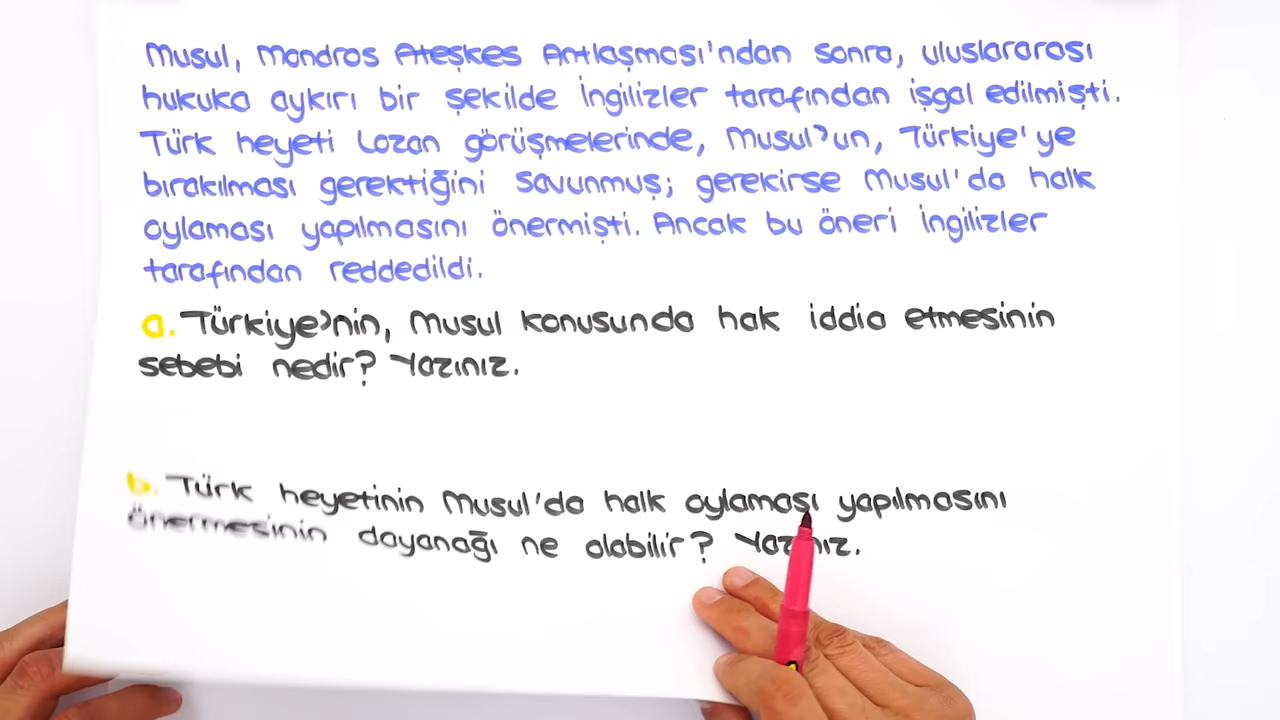 Musul, Mondros Ateşkes Antlaşması'ndan sonra, uluslararası
hukuka aykırı bir şekilde İngilizler tarafından işgal edilmişti.
Türk heyeti Lozan görüşmelerinde, Musul'un, Türkiye'ye
bırakılması gerektiğini savunmuş; gerekirse Musul'da halk
oylaması yapılmasını önermişti. Ancak bu öneri İngilizler
tarafından reddedildi.
a. Türkiye'nin, Musul konusunda hak iddia etmesinin
sebebi nedir? Yazınız.
b. Türk heyetinin Musul'da halk oylaması yapılmasını
önermesinin dayanağı ne olabilir? Yazınız.